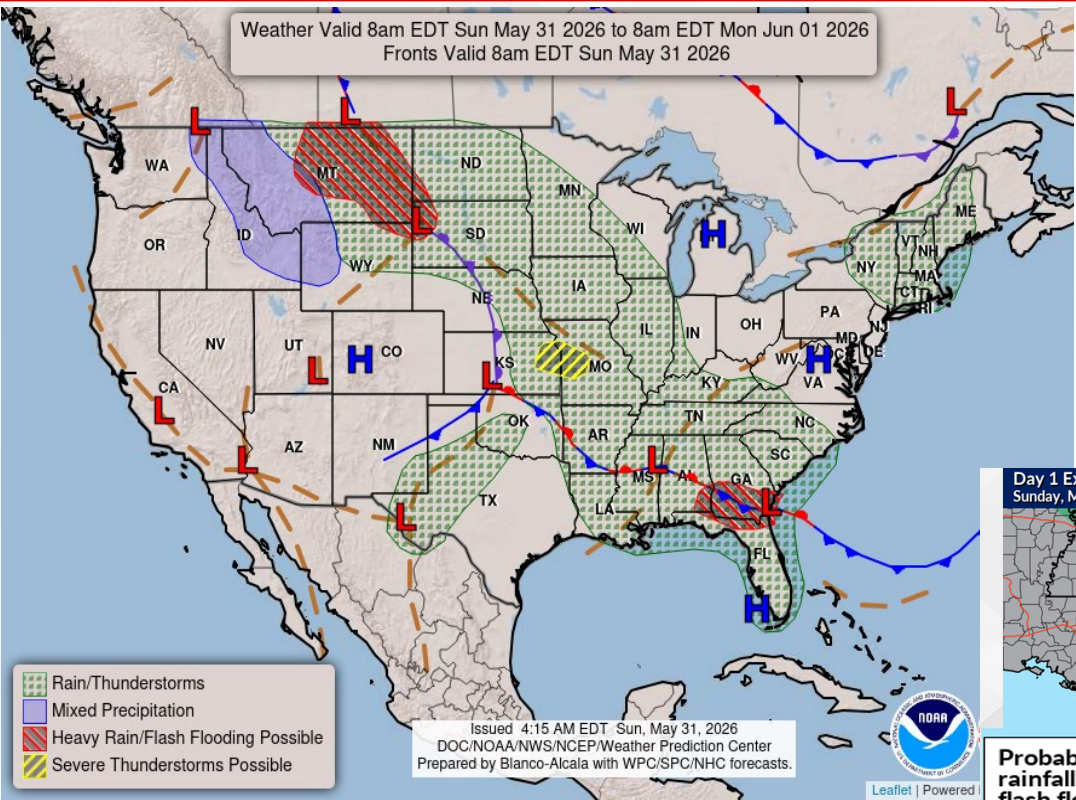 Weather Valid 8am EDT Sun May 31 2026 to 8am EDT Mon Jun 01 2026
Fronts Valid 8am EDT Sun May 31 2026
L
L
L
WA
MT
ND
MN
ME
OR
ID
WY
SD
WI
H
VT
NH
NY
MA
CT
RI
L
NE
IA
PA
NJ
NV
UT
CO
H
L
KS
MO
IL
IN
OH
MD
DE
WV
H
VA
KY
CA
L
L
AZ
NM
OK
AR
TN
NC
SC
L
L
TX
LA
MS
L
AL
GA
L
FL
H
Rain/Thunderstorms
Mixed Precipitation
Heavy Rain/Flash Flooding Possible
Severe Thunderstorms Possible
Issued 4:15 AM EDT Sun, May 31, 2026
DOC/NOAA/NWS/NCEP/Weather Prediction Center
Prepared by Blanco-Alcala with WPC/SPC/NHC forecasts.
NOAA
Leaflet | Powered
Day 1 Ex
Sunday, M
Probab
rainfall